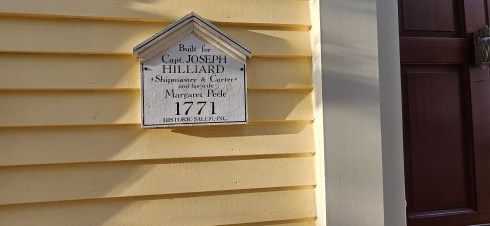 Built for
Capt. JOSEPH
HILLIARD
Shipmaster & Carter
and his wife
Margaret Peele
1771
HISTORIC SALEM, INC.